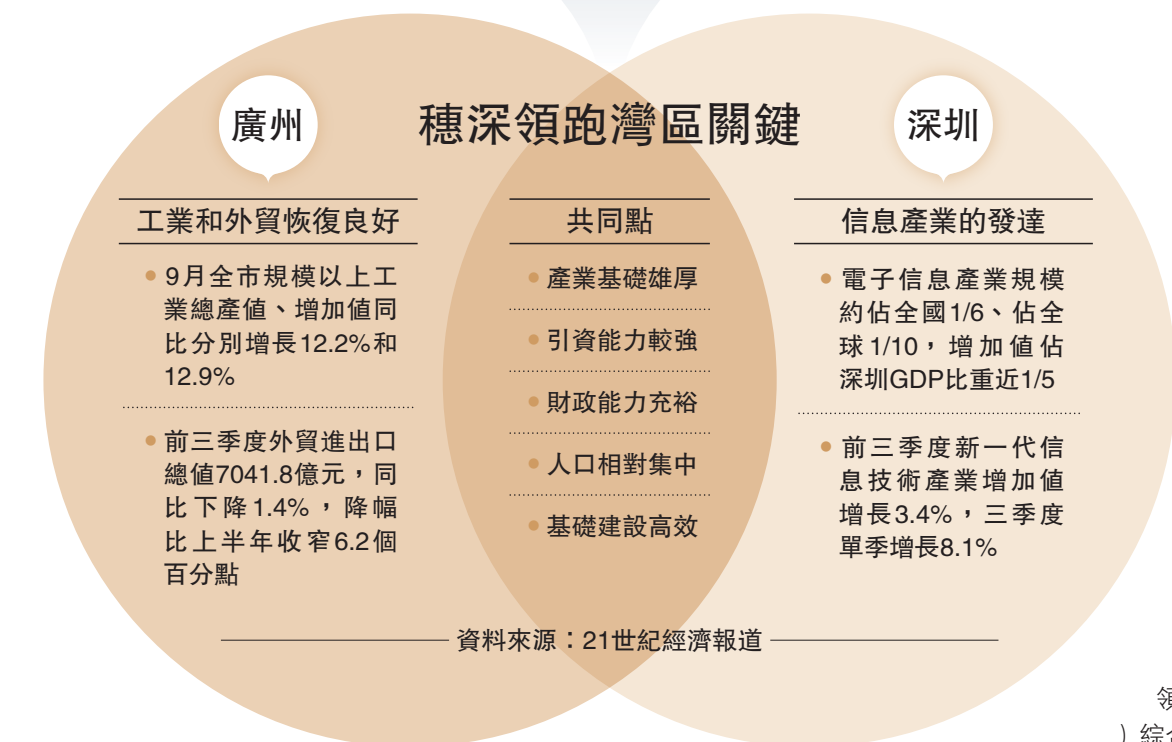 穗深領跑灣區關鍵
廣州
工業和外貿恢復良好
9月全市規模以上工
業總產值、增加值同
比分別增長12.2%和
12.9%
前三季度外貿進出口
總值7041.8億元，同
比下降1.4%，降幅
比上半年收窄6.2個
百分點
共同點
產業基礎雄厚
引資能力較強
財政能力充裕
人口相對集中
基礎建設高效
深圳
信息產業的發達
電子信息產業規模
約佔全國1/6、佔全
球1/10，增加值佔
深圳GDP比重近1/5
前三季度新一代信
息技術產業增加值
增長3.4%，三季度
單季增長8.1%
資料來源：21世紀經濟報道